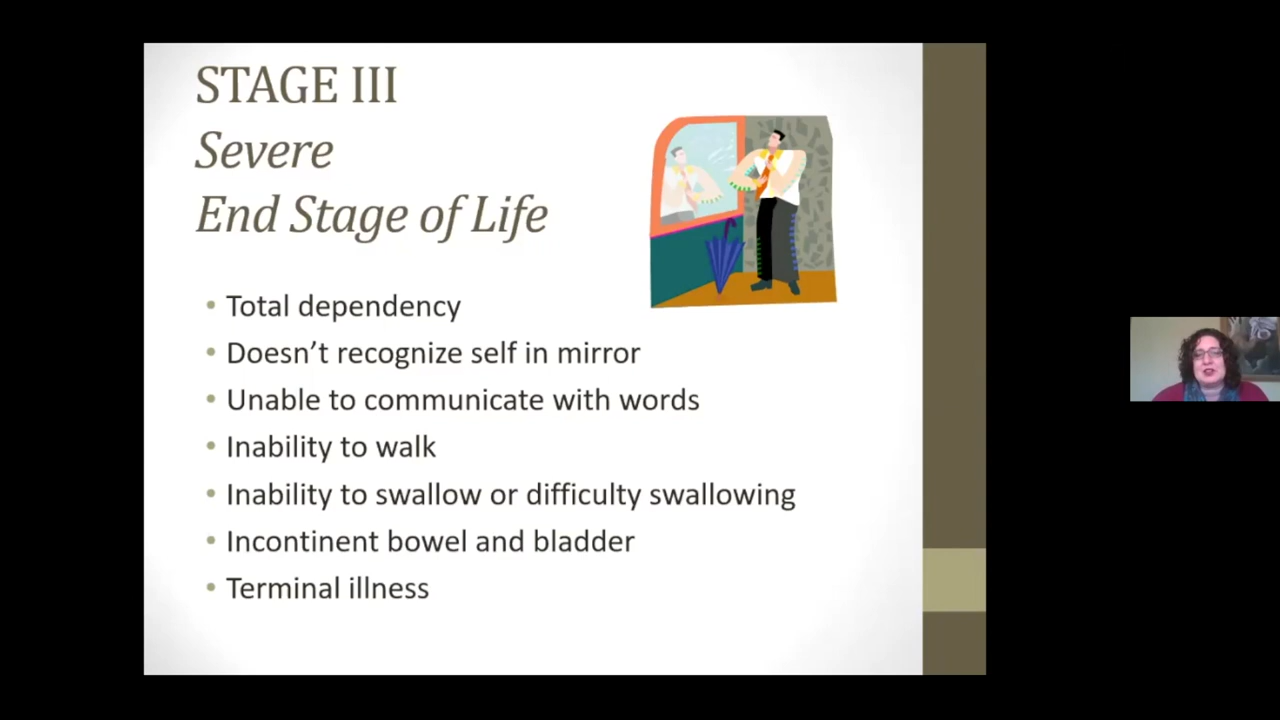 STAGE III
Severe
End Stage of Life
• Total dependency
• Doesn’t recognize self in mirror
• Unable to communicate with words
• Inability to walk
• Inability to swallow or difficulty swallowing
• Incontinent bowel and bladder
• Terminal illness